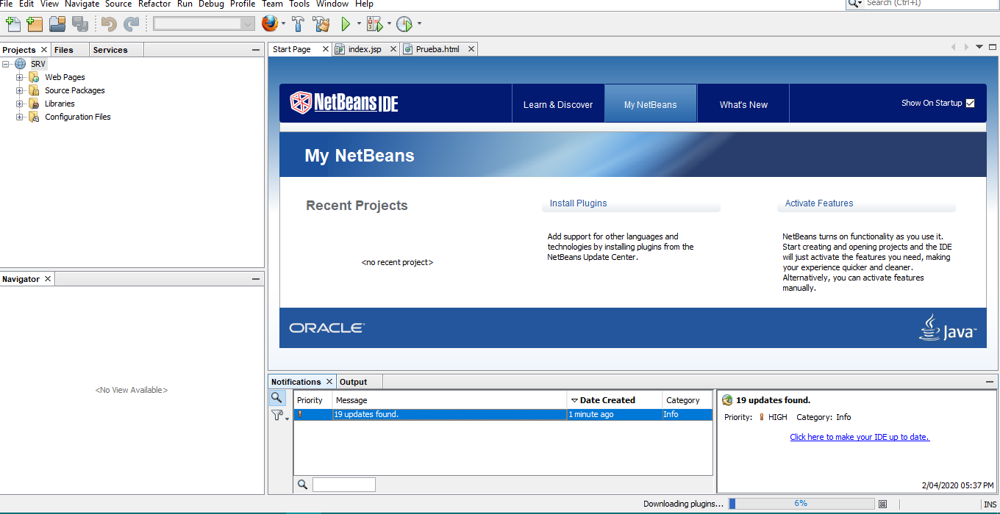 File Edit View Navigate Source Refactor Run Debug Profile Team Tools Window Help
Search (Ctrl+I)
Projects Files Services
SRV
Web Pages
Source Packages
Libraries
Configuration Files
Navigator
<No View Available>
Start Page index.jsp Prueba.html
NetBeans IDE Learn & Discover My NetBeans What's New Show On Startup
My NetBeans
Recent Projects
<no recent project>
Install Plugins
Add support for other languages and
technologies by installing plugins from the
NetBeans Update Center.
Activate Features
NetBeans turns on functionality as you use it.
Start creating and opening projects and the IDE
will just activate the features you need, making
your experience quicker and cleaner.
Alternatively, you can activate features
manually.
ORACLE Java
Notifications Output
Priority Message Date Created Category
19 updates found. 1 minute ago Info
19 updates found.
Priority: HIGH Category: Info
Click here to make your IDE up to date.
2/04/2020 05:37 PM
Downloading plugins... 6% INS